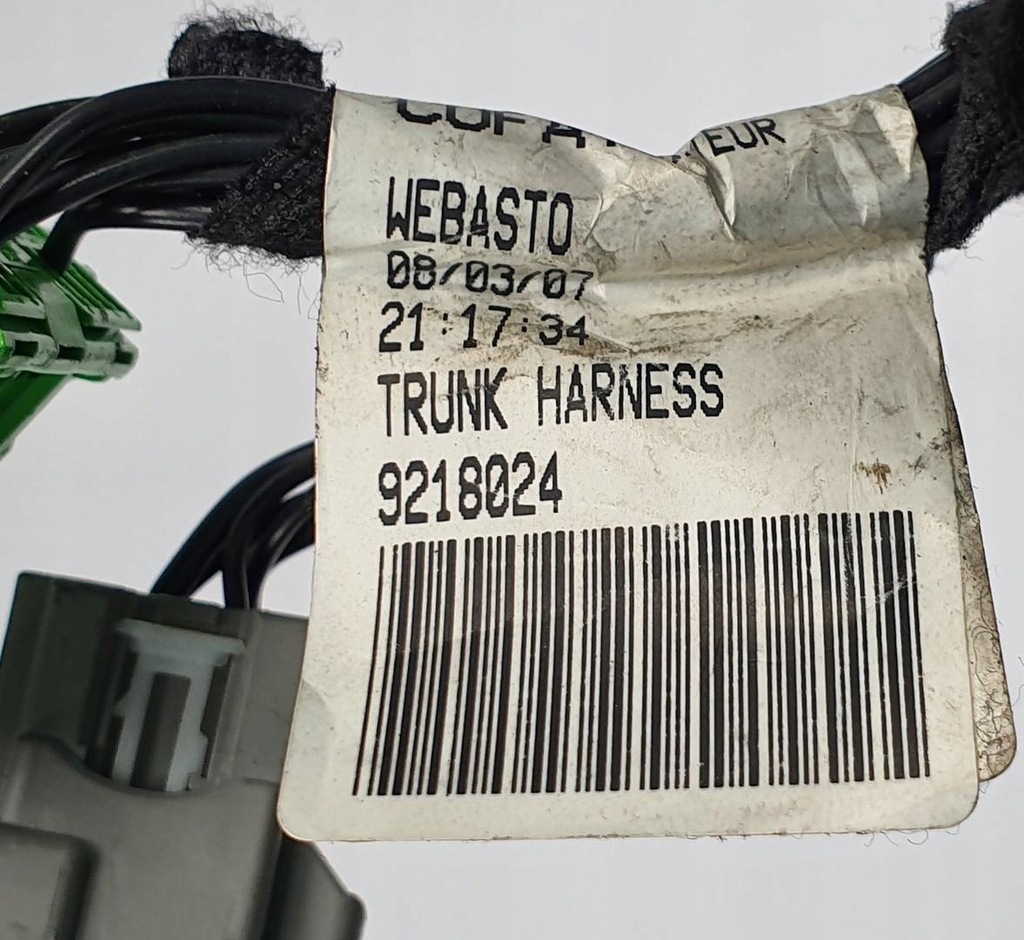 WEBASTO
08/03/07
21:17:34
TRUNK HARNESS
9218024